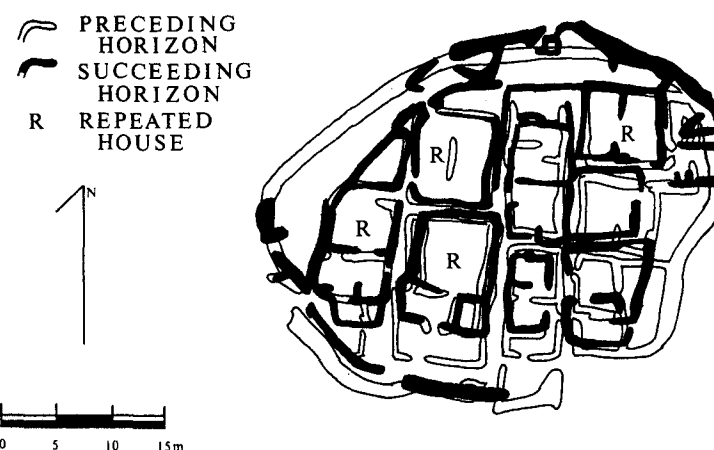 PRECEDING
HORIZON
SUCCEEDING
HORIZON
R REPEATED
HOUSE
R
R
N
R
R
0 5 10 15m